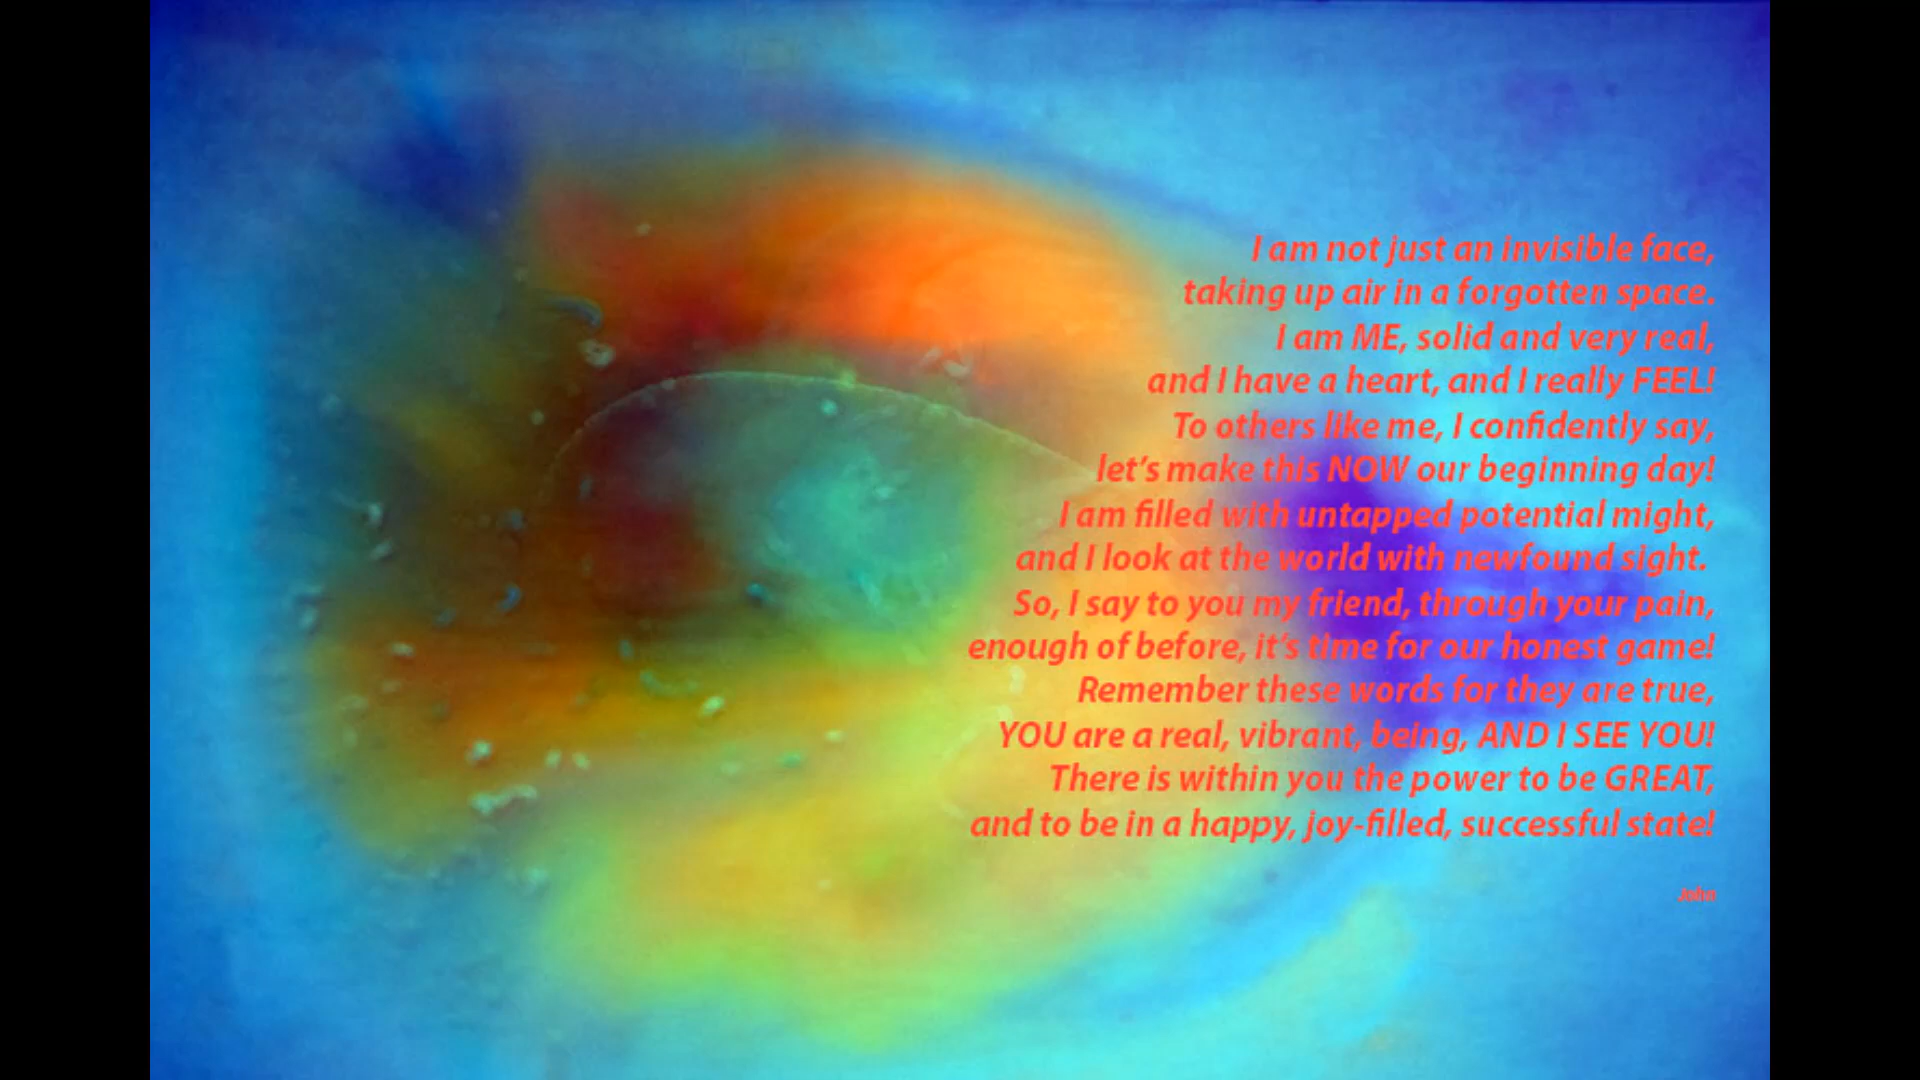 I am not just an invisible face,
taking up air in a forgotten space.
I am ME, solid and very real,
and I have a heart, and I really FEEL!
To others like me, I confidently say,
let’s make this NOW our beginning day!
I am filled with untapped potential might,
and I look at the world with newfound sight.
So, I say to you my friend, through your pain,
enough of before, it’s time for our honest game!
Remember these words for they are true,
YOU are a real, vibrant, being, AND I SEE YOU!
There is within you the power to be GREAT,
and to be in a happy, joy-filled, successful state!
John